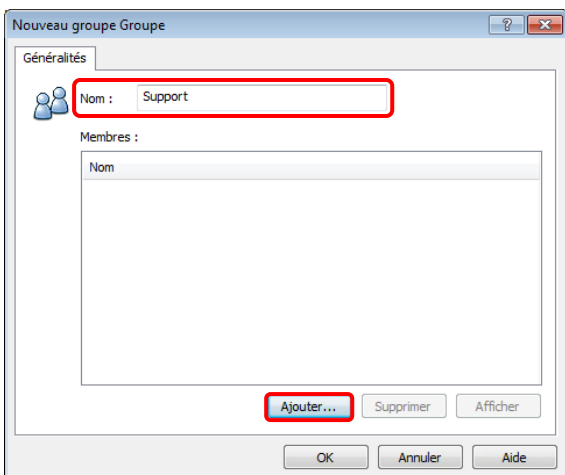 Nouveau groupe Groupe
Généralités
Nom : Support
Membres :
Nom
Ajouter... Supprimer Afficher
OK Annuler Aide